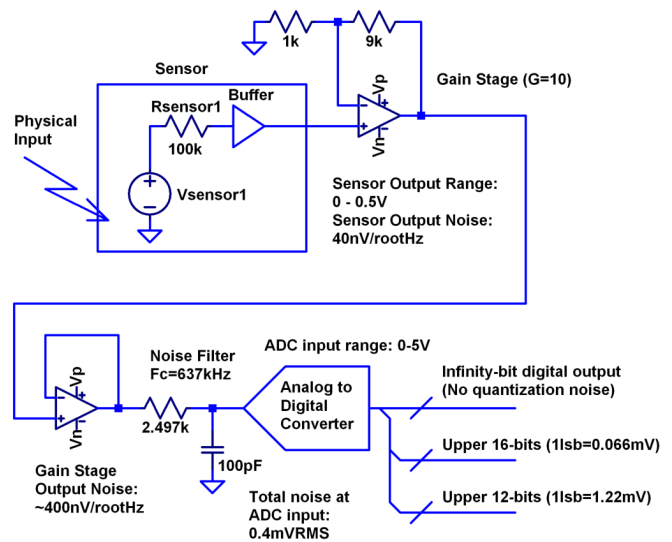 1k
9k
Sensor
Buffer
Rsensor1
100k
Vp
Vn
Gain Stage (G=10)
Physical
Input
Vsensor1
Sensor Output Range:
0 - 0.5V
Sensor Output Noise:
40nV/rootHz
Vp
Vn
Noise Filter
Fc=637kHz
2.497k
100pF
ADC input range: 0-5V
Analog to
Digital
Converter
Infinity-bit digital output
(No quantization noise)
Upper 16-bits (1lsb=0.066mV)
Upper 12-bits (1lsb=1.22mV)
Gain Stage
Output Noise:
~400nV/rootHz
Total noise at
ADC input:
0.4mVRMS